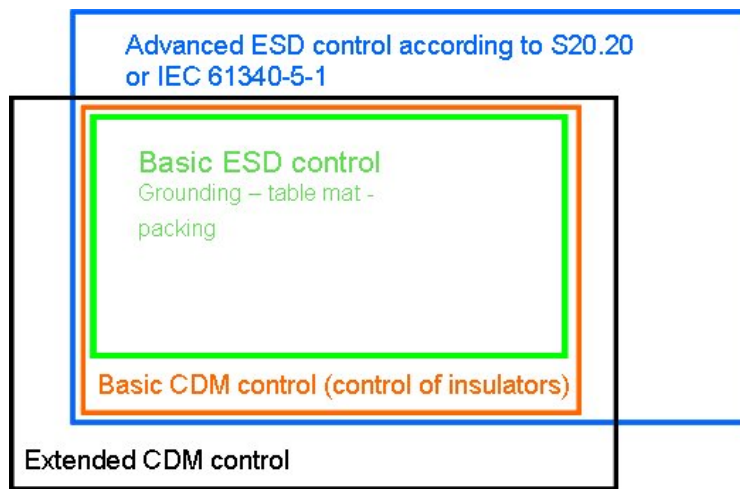 Advanced ESD control according to S20.20
or IEC 61340-5-1
Basic ESD control
Grounding – table mat -
packing
Basic CDM control (control of insulators)
Extended CDM control